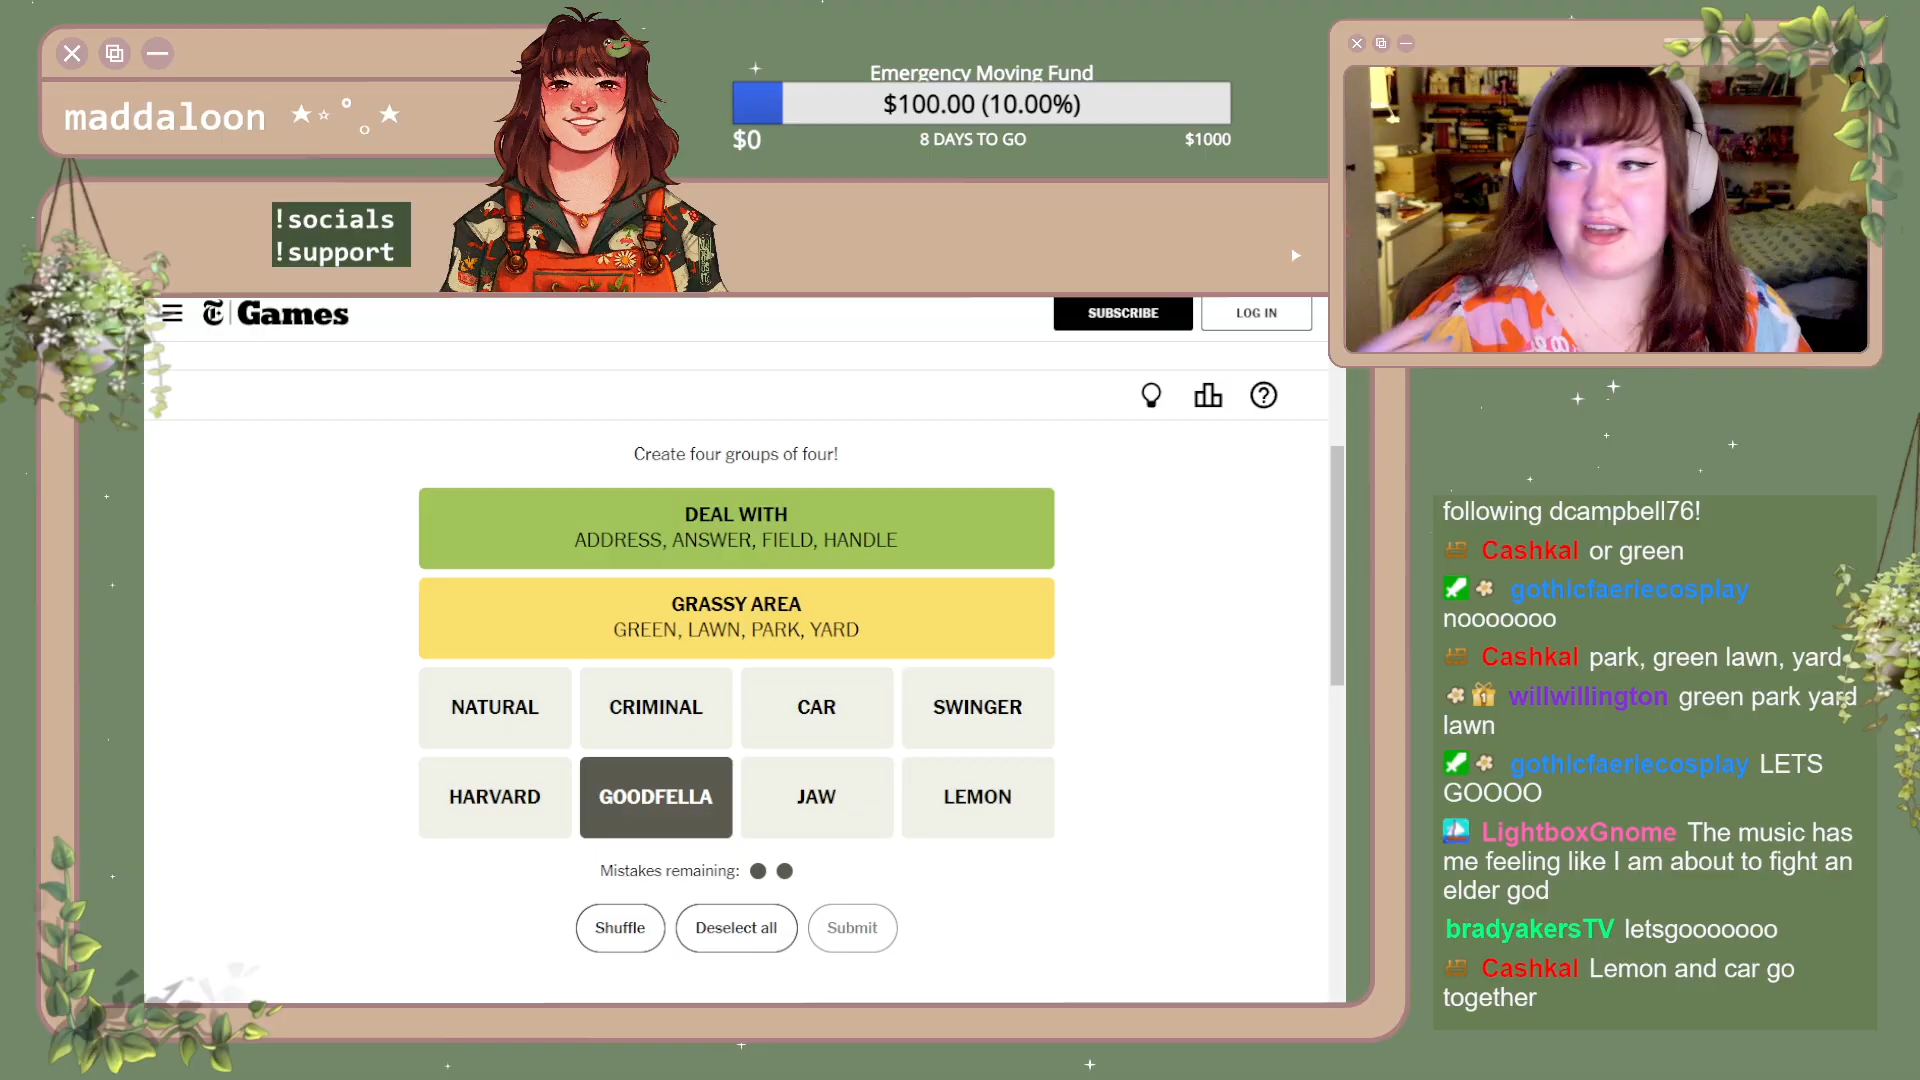 maddaloon
Emergency Moving Fund
$100.00 (10.00%)
$0
8 DAYS TO GO
$1000
!socials
!support
Games
SUBSCRIBE
LOG IN
Create four groups of four!
DEAL WITH
ADDRESS, ANSWER, FIELD, HANDLE
GRASSY AREA
GREEN, LAWN, PARK, YARD
NATURAL
CRIMINAL
CAR
SWINGER
HARVARD
GOODFELLA
JAW
LEMON
Mistakes remaining:
Shuffle
Deselect all
Submit
following dcampbell76!
Cashkal or green
gothicfaeriecosplay
nooooooo
Cashkal park, green lawn, yard
willwillington green park yard
lawn
gothicfaeriecosplay LETS
GOOOO
LightboxGnome The music has
me feeling like I am about to fight an
elder god
bradyakersTV letsgooooooo
Cashkal Lemon and car go
together